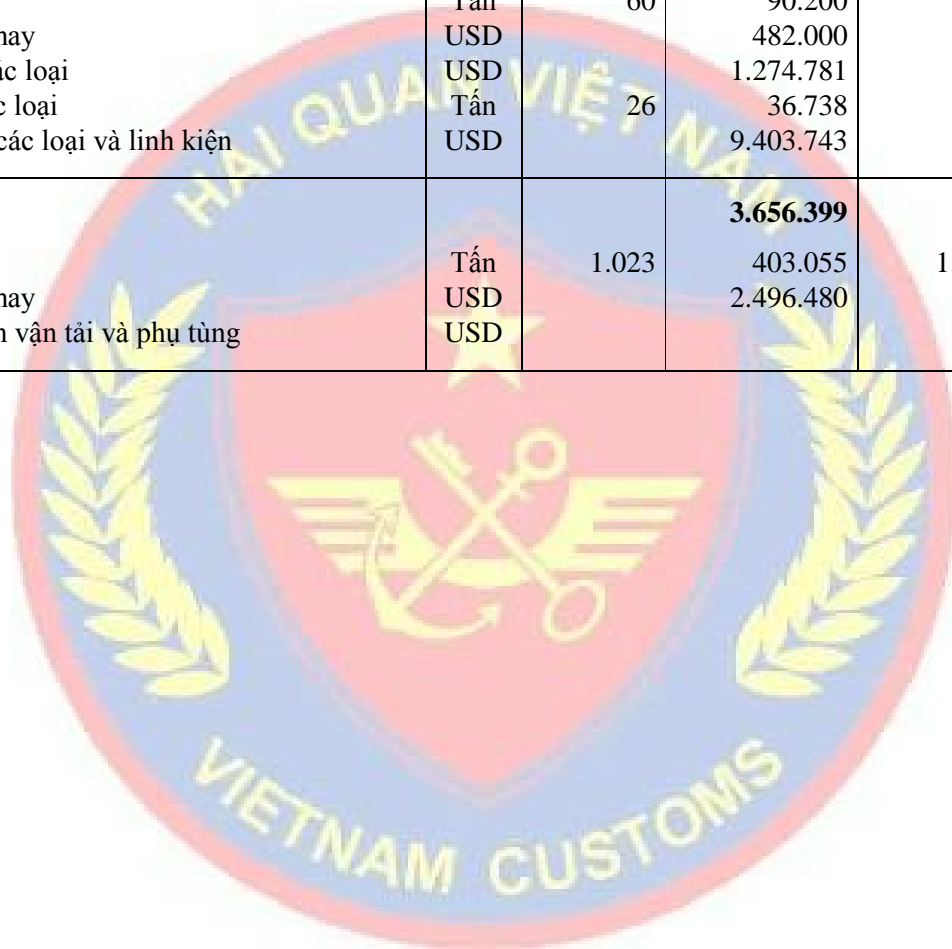 Tấn 60 90.200
may USD 482.000
ác loại USD 1.274.781
c loại Tấn 26 36.738
các loại và linh kiện USD 9.403.743
3.656.399
Tấn 1.023 403.055 1
may USD 2.496.480
n vận tải và phụ tùng USD
HẢI QUAN VIỆT NAM
VIETNAM CUSTOMS